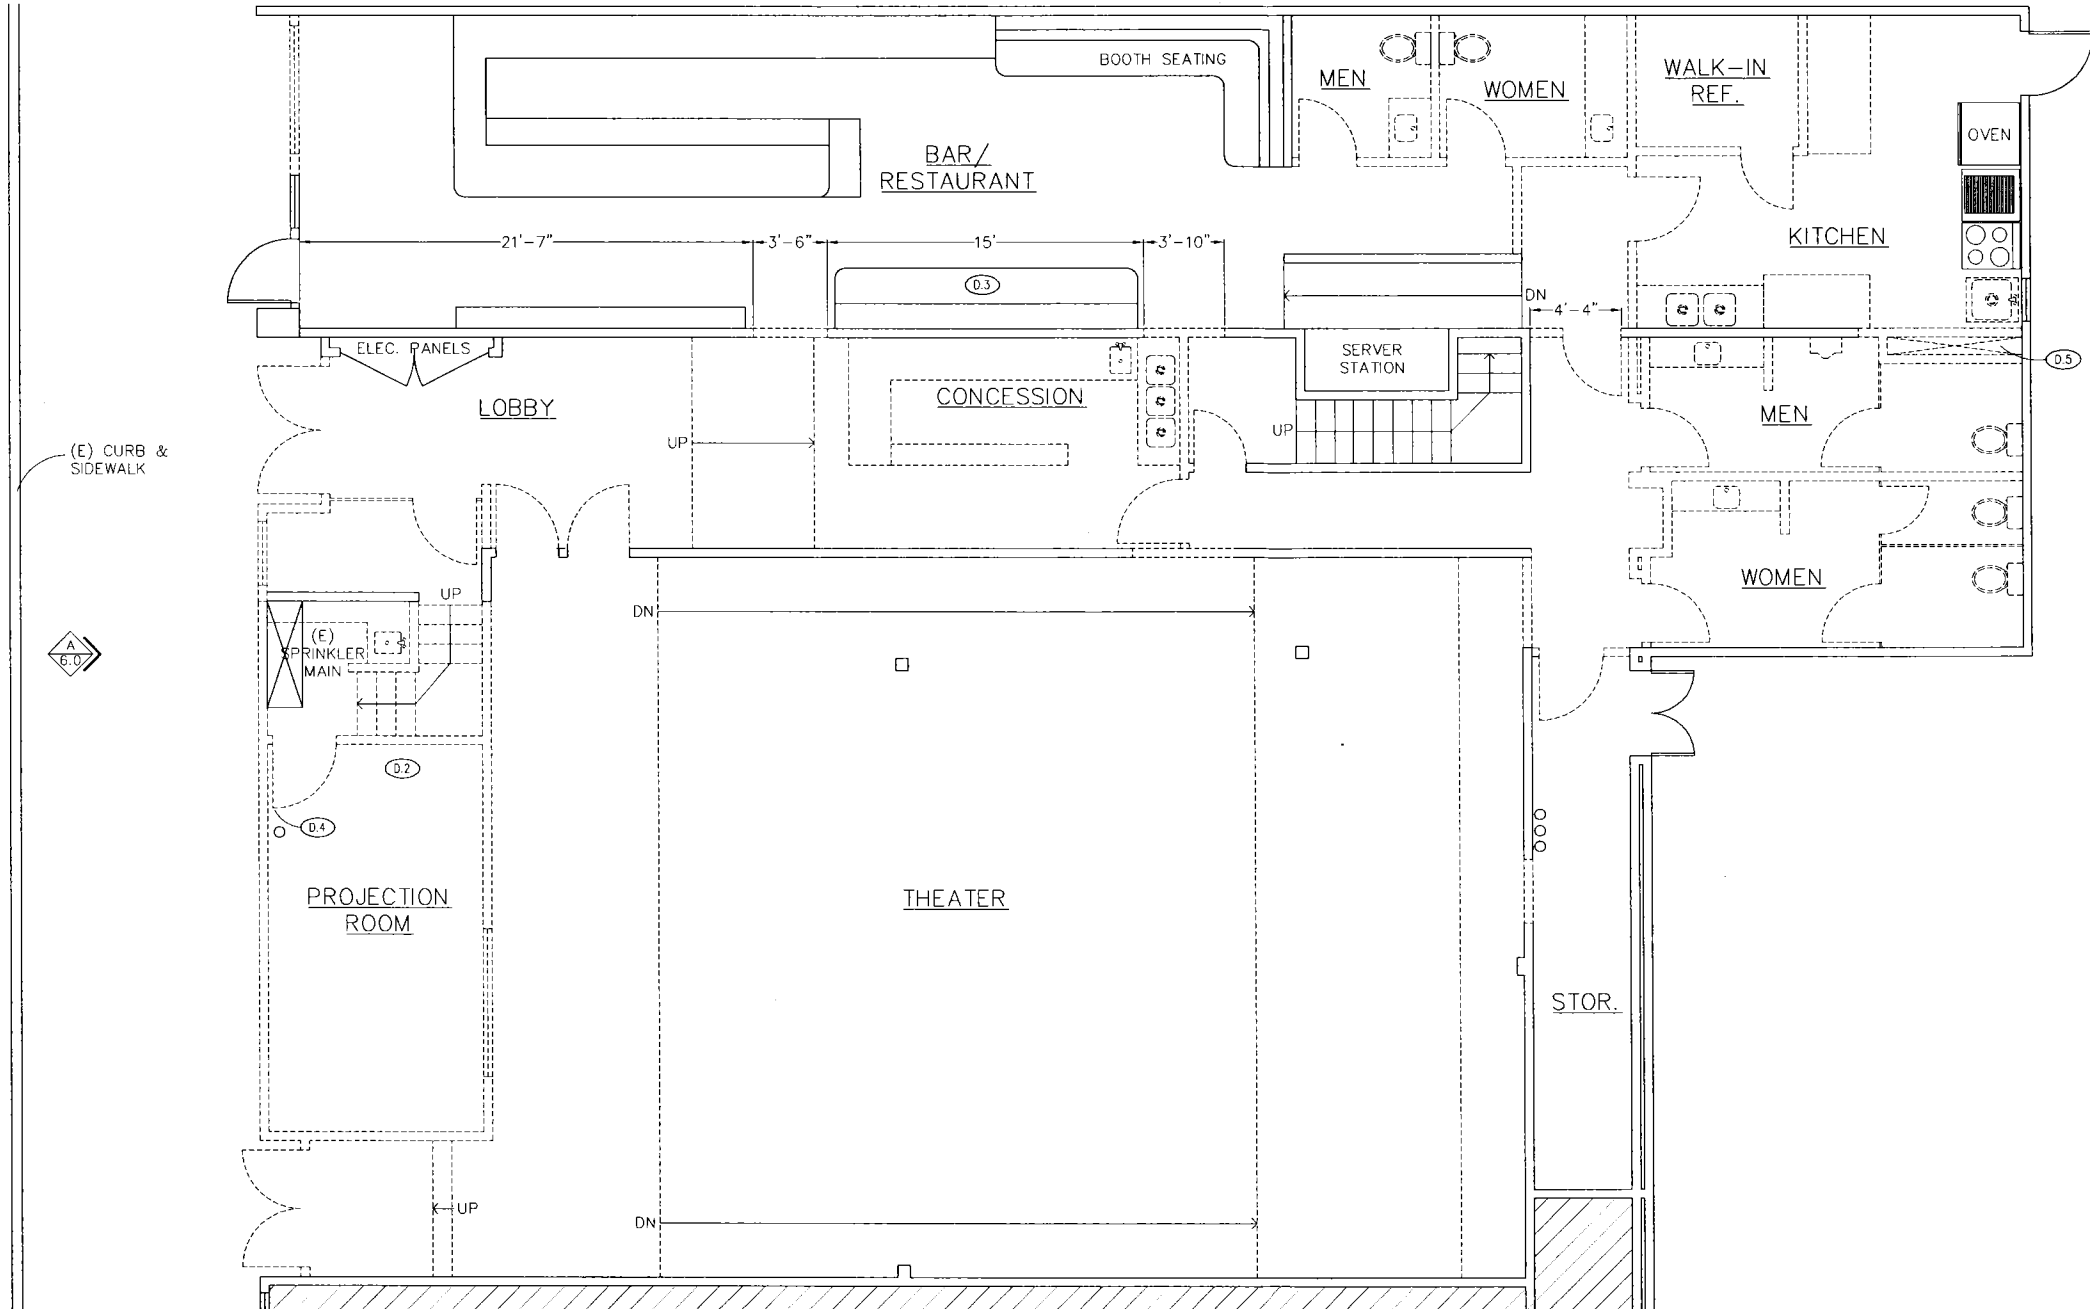 BOOTH SEATING
MEN
WOMEN
WALK-IN
REF.
OVEN
BAR/
RESTAURANT
KITCHEN
21'-7"
3'-6"
15'
3'-10"
D.3
DN
4'-4"
ELEC. PANELS
SERVER
STATION
D.5
LOBBY
CONCESSION
MEN
UP
UP
(E) CURB &
SIDEWALK
WOMEN
UP
DN
A
6.0
(E)
SPRINKLER
MAIN
D.2
D.4
PROJECTION
ROOM
THEATER
STOR.
UP
DN